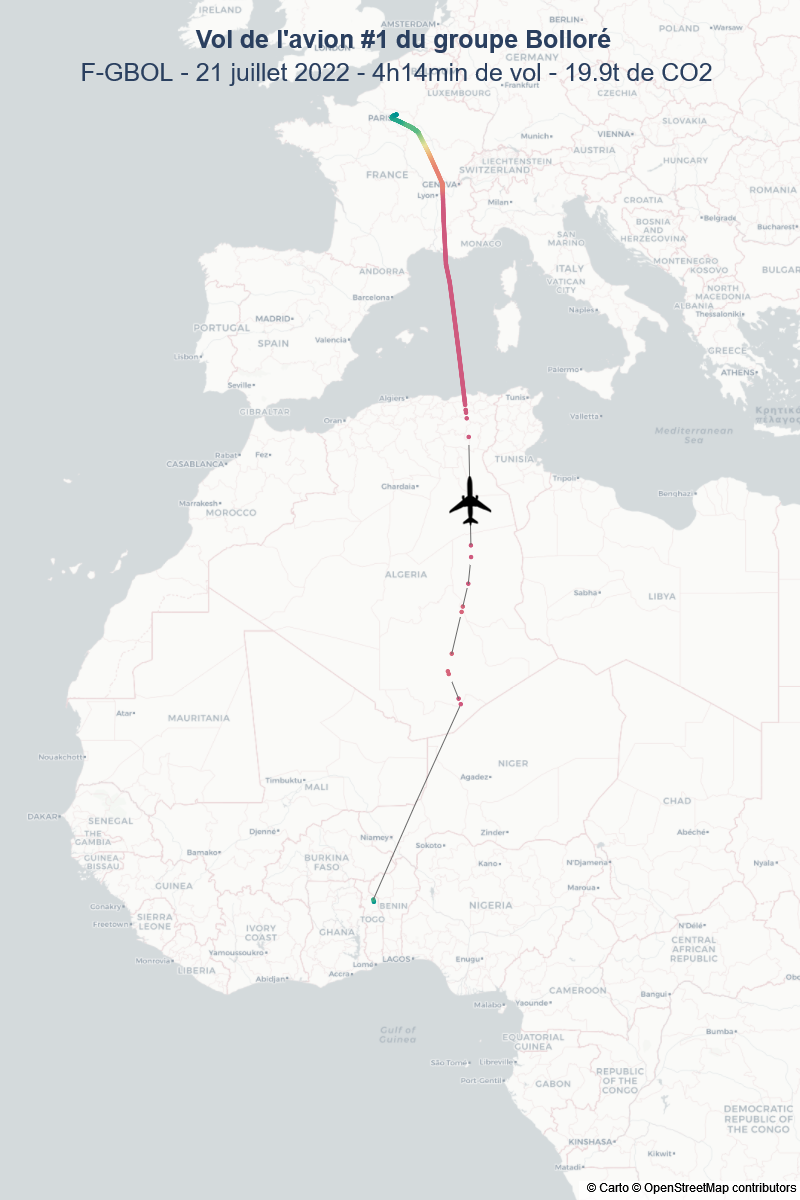 IRELAND
AMSTERDAM
BERLIN
POLAND
Warsaw
Vol de l'avion #1 du groupe Bolloré
LONDON
GERMANY
F-GBOL - 21 juillet 2022 - 4h14min de vol - 19.9t de CO2
Frankfurt
LUXEMBOURG
CZECHIA
PARIS
SLOVAKIA
Munich
VIENNA
AUSTRIA
LIECHTENSTEIN
HUNGARY
SWITZERLAND
FRANCE
GENEVA
Lyon
Milan
ROMANIA
CROATIA
Belgrade
Bucharest
BOSNIA
AND
HERZEGOVINA
SAN
MARINO
MONACO
ANDORRA
ITALY
VATICAN
CITY
MONTENEGRO
KOSOVO
BULGAR
Barcelona
NORTH
MACEDONIA
ALBANIA
Thessaloniki
Naples
MADRID
PORTUGAL
SPAIN
Valencia
Lisbon
GREECE
ATHENS
Palermo
Seville
GIBRALTAR
Algiers
Tunis
Oran
Valletta
Κρητικό
πέλαγος
Mediterranean
Sea
Rabat
Fez
CASABLANCA
TUNISIA
Tripoli
Ghardaia
Benghazi
Marrakesh
MOROCCO
ALGERIA
Sabha
LIBYA
Atar
MAURITANIA
Nouakchott
NIGER
Timbuktu
MALI
Agadez
CHAD
DAKAR
SENEGAL
THE
GAMBIA
Djenné
Niamey
Zinder
Abéché
Sokoto
GUINEA
BISSAU
Bamako
BURKINA
FASO
Kano
N'Djamena
Nyala
GUINEA
Maroua
Conakry
BENIN
NIGERIA
SIERRA
LEONE
Freetown
TOGO
IVORY
COAST
GHANA
N'Délé
Yamoussoukro
CENTRAL
AFRICAN
REPUBLIC
Monrovia
LIBERIA
Lomé
LAGOS
Enugu
Abidjan
Accra
CAMEROON
Bangui
Malabo
Yaounde
Gulf of
Guinea
EQUATORIAL
GUINEA
Bumba
São Tomé
Libreville
Port-Gentil
GABON
REPUBLIC
OF THE
CONGO
DEMOCRATIC
REPUBLIC OF
THE CONGO
KINSHASA
Kikwit
Matadi
© Carto © OpenStreetMap contributors